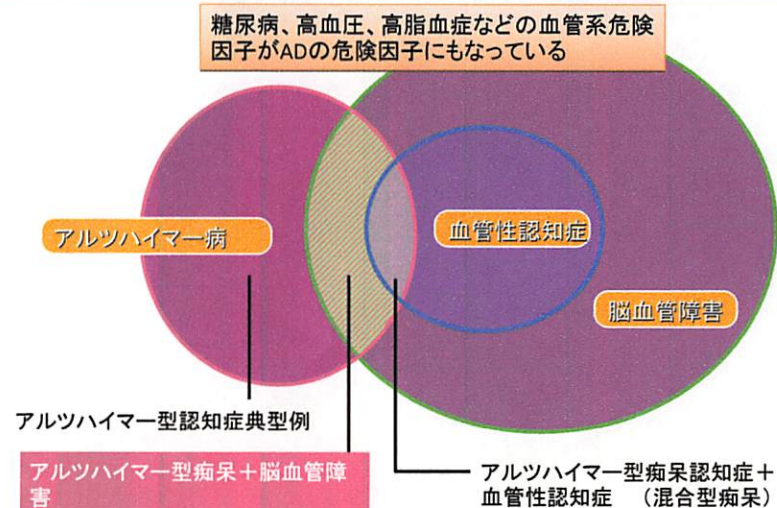 糖尿病、高血圧、高脂血症などの血管系危険
因子がADの危険因子にもなっている
アルツハイマー病
血管性認知症
脳血管障害
アルツハイマー型認知症典型例
アルツハイマー型痴呆＋脳血管障
害
アルツハイマー型痴呆認知症＋
血管性認知症　（混合型痴呆）